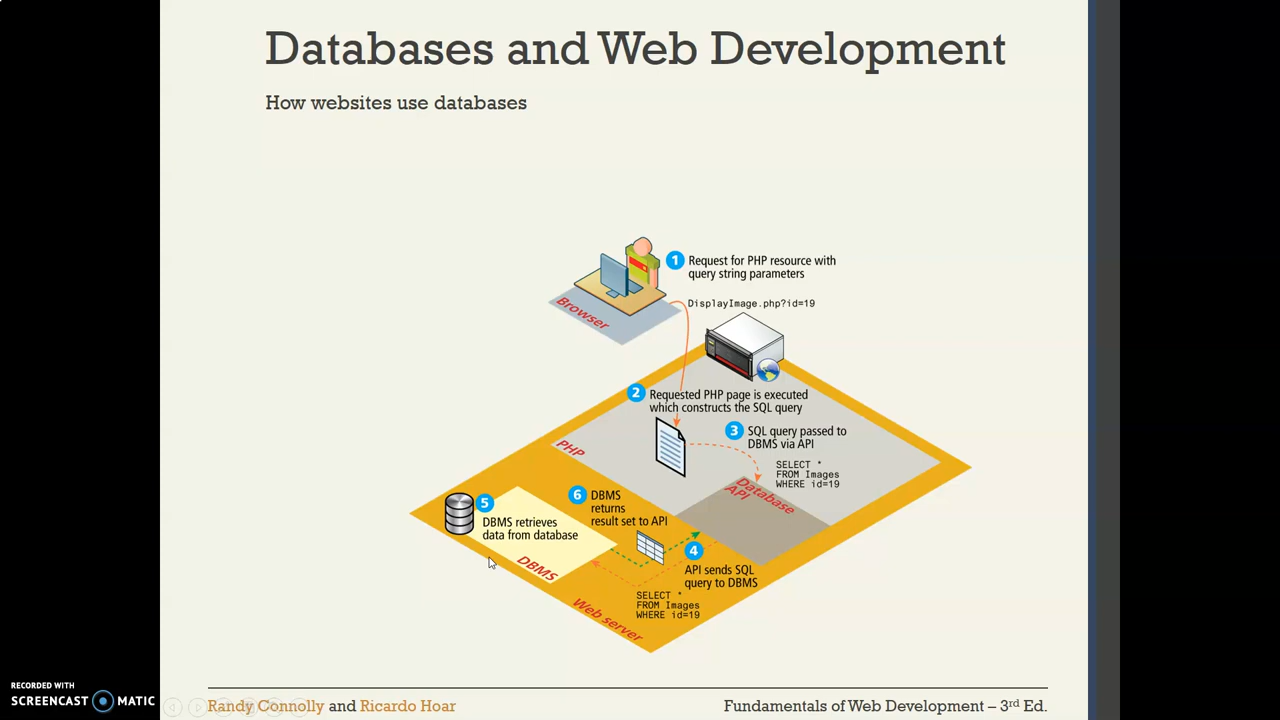 Databases and Web Development
How websites use databases
1 Request for PHP resource with
query string parameters
DisplayImage.php?id=19
Browser
2 Requested PHP page is executed
which constructs the SQL query
3 SQL query passed to
DBMS via API
SELECT *
FROM Images
WHERE id=19
PHP
Database
API
6 DBMS
returns
result set to API
5
DBMS retrieves
data from database
4
API sends SQL
query to DBMS
DBMS
SELECT *
FROM Images
WHERE id=19
Web server
RECORDED WITH
SCREENCAST MATIC
Randy Connolly and Ricardo Hoar
Fundamentals of Web Development – 3rd Ed.